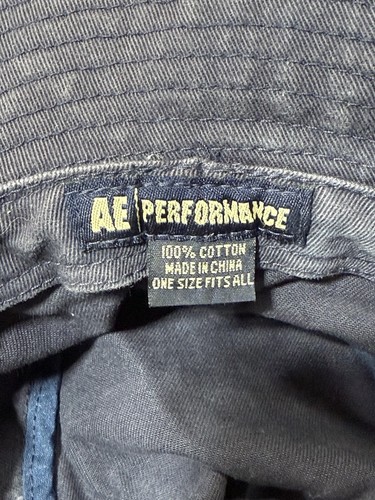 AE PERFORMANCE
100% COTTON
MADE IN CHINA
ONE SIZE FITS ALL